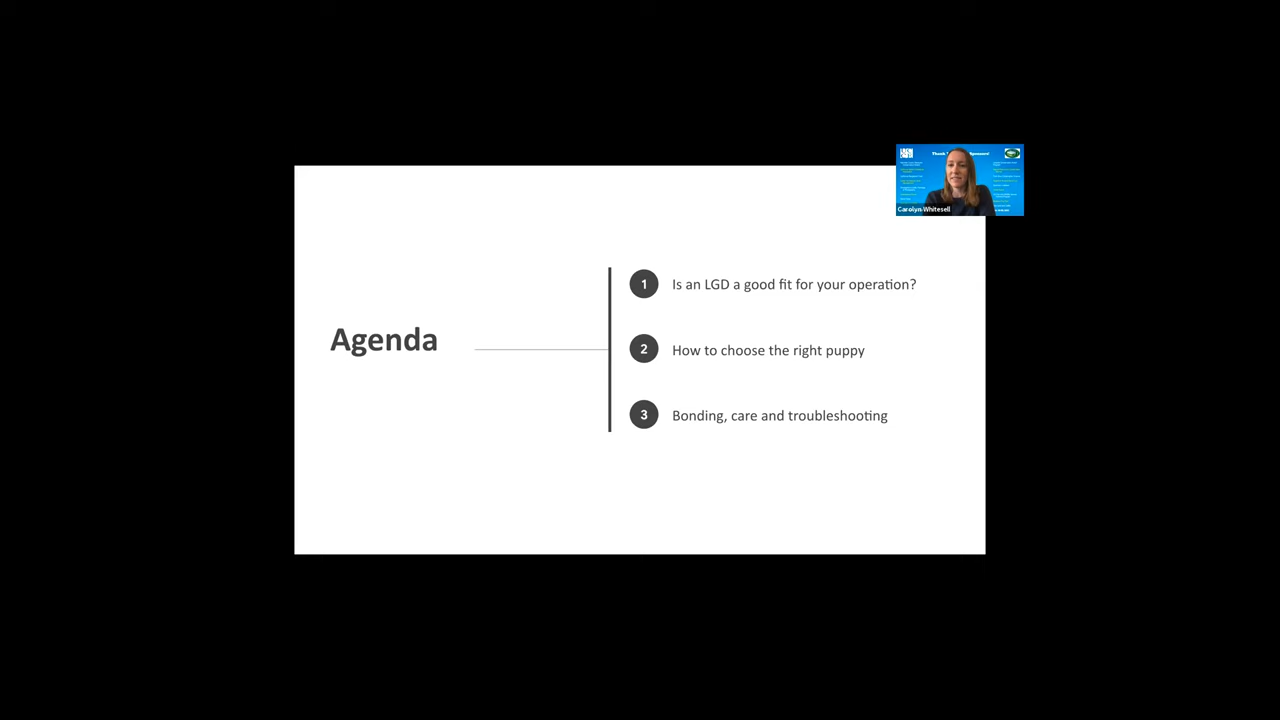 Agenda
1 Is an LGD a good fit for your operation?
2 How to choose the right puppy
3 Bonding, care and troubleshooting
Carolyn Whitesell